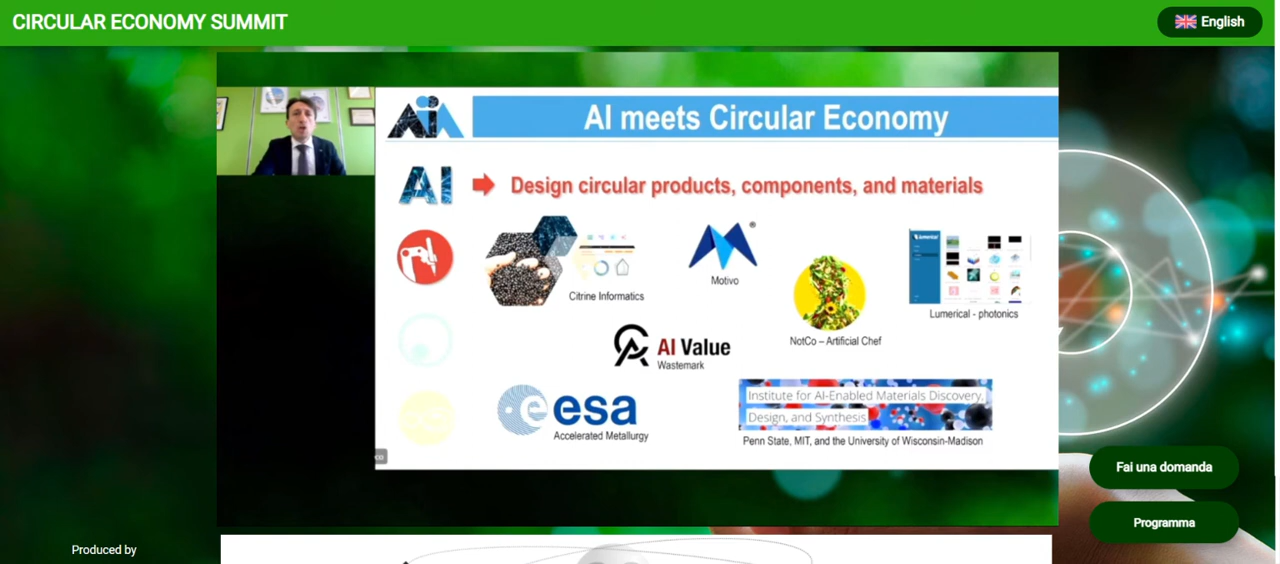 CIRCULAR ECONOMY SUMMIT
English
AIA
AI meets Circular Economy
AI
Design circular products, components, and materials
Citrine Informatics
®
Motivo
NotCo – Artificial Chef
lumerical
Lumerical - photonics
AI Value
Wastemark
esa
Accelerated Metallurgy
Institute for AI-Enabled Materials Discovery,
Design, and Synthesis
Penn State, MIT, and the University of Wisconsin-Madison
Fai una domanda
Programma
Produced by